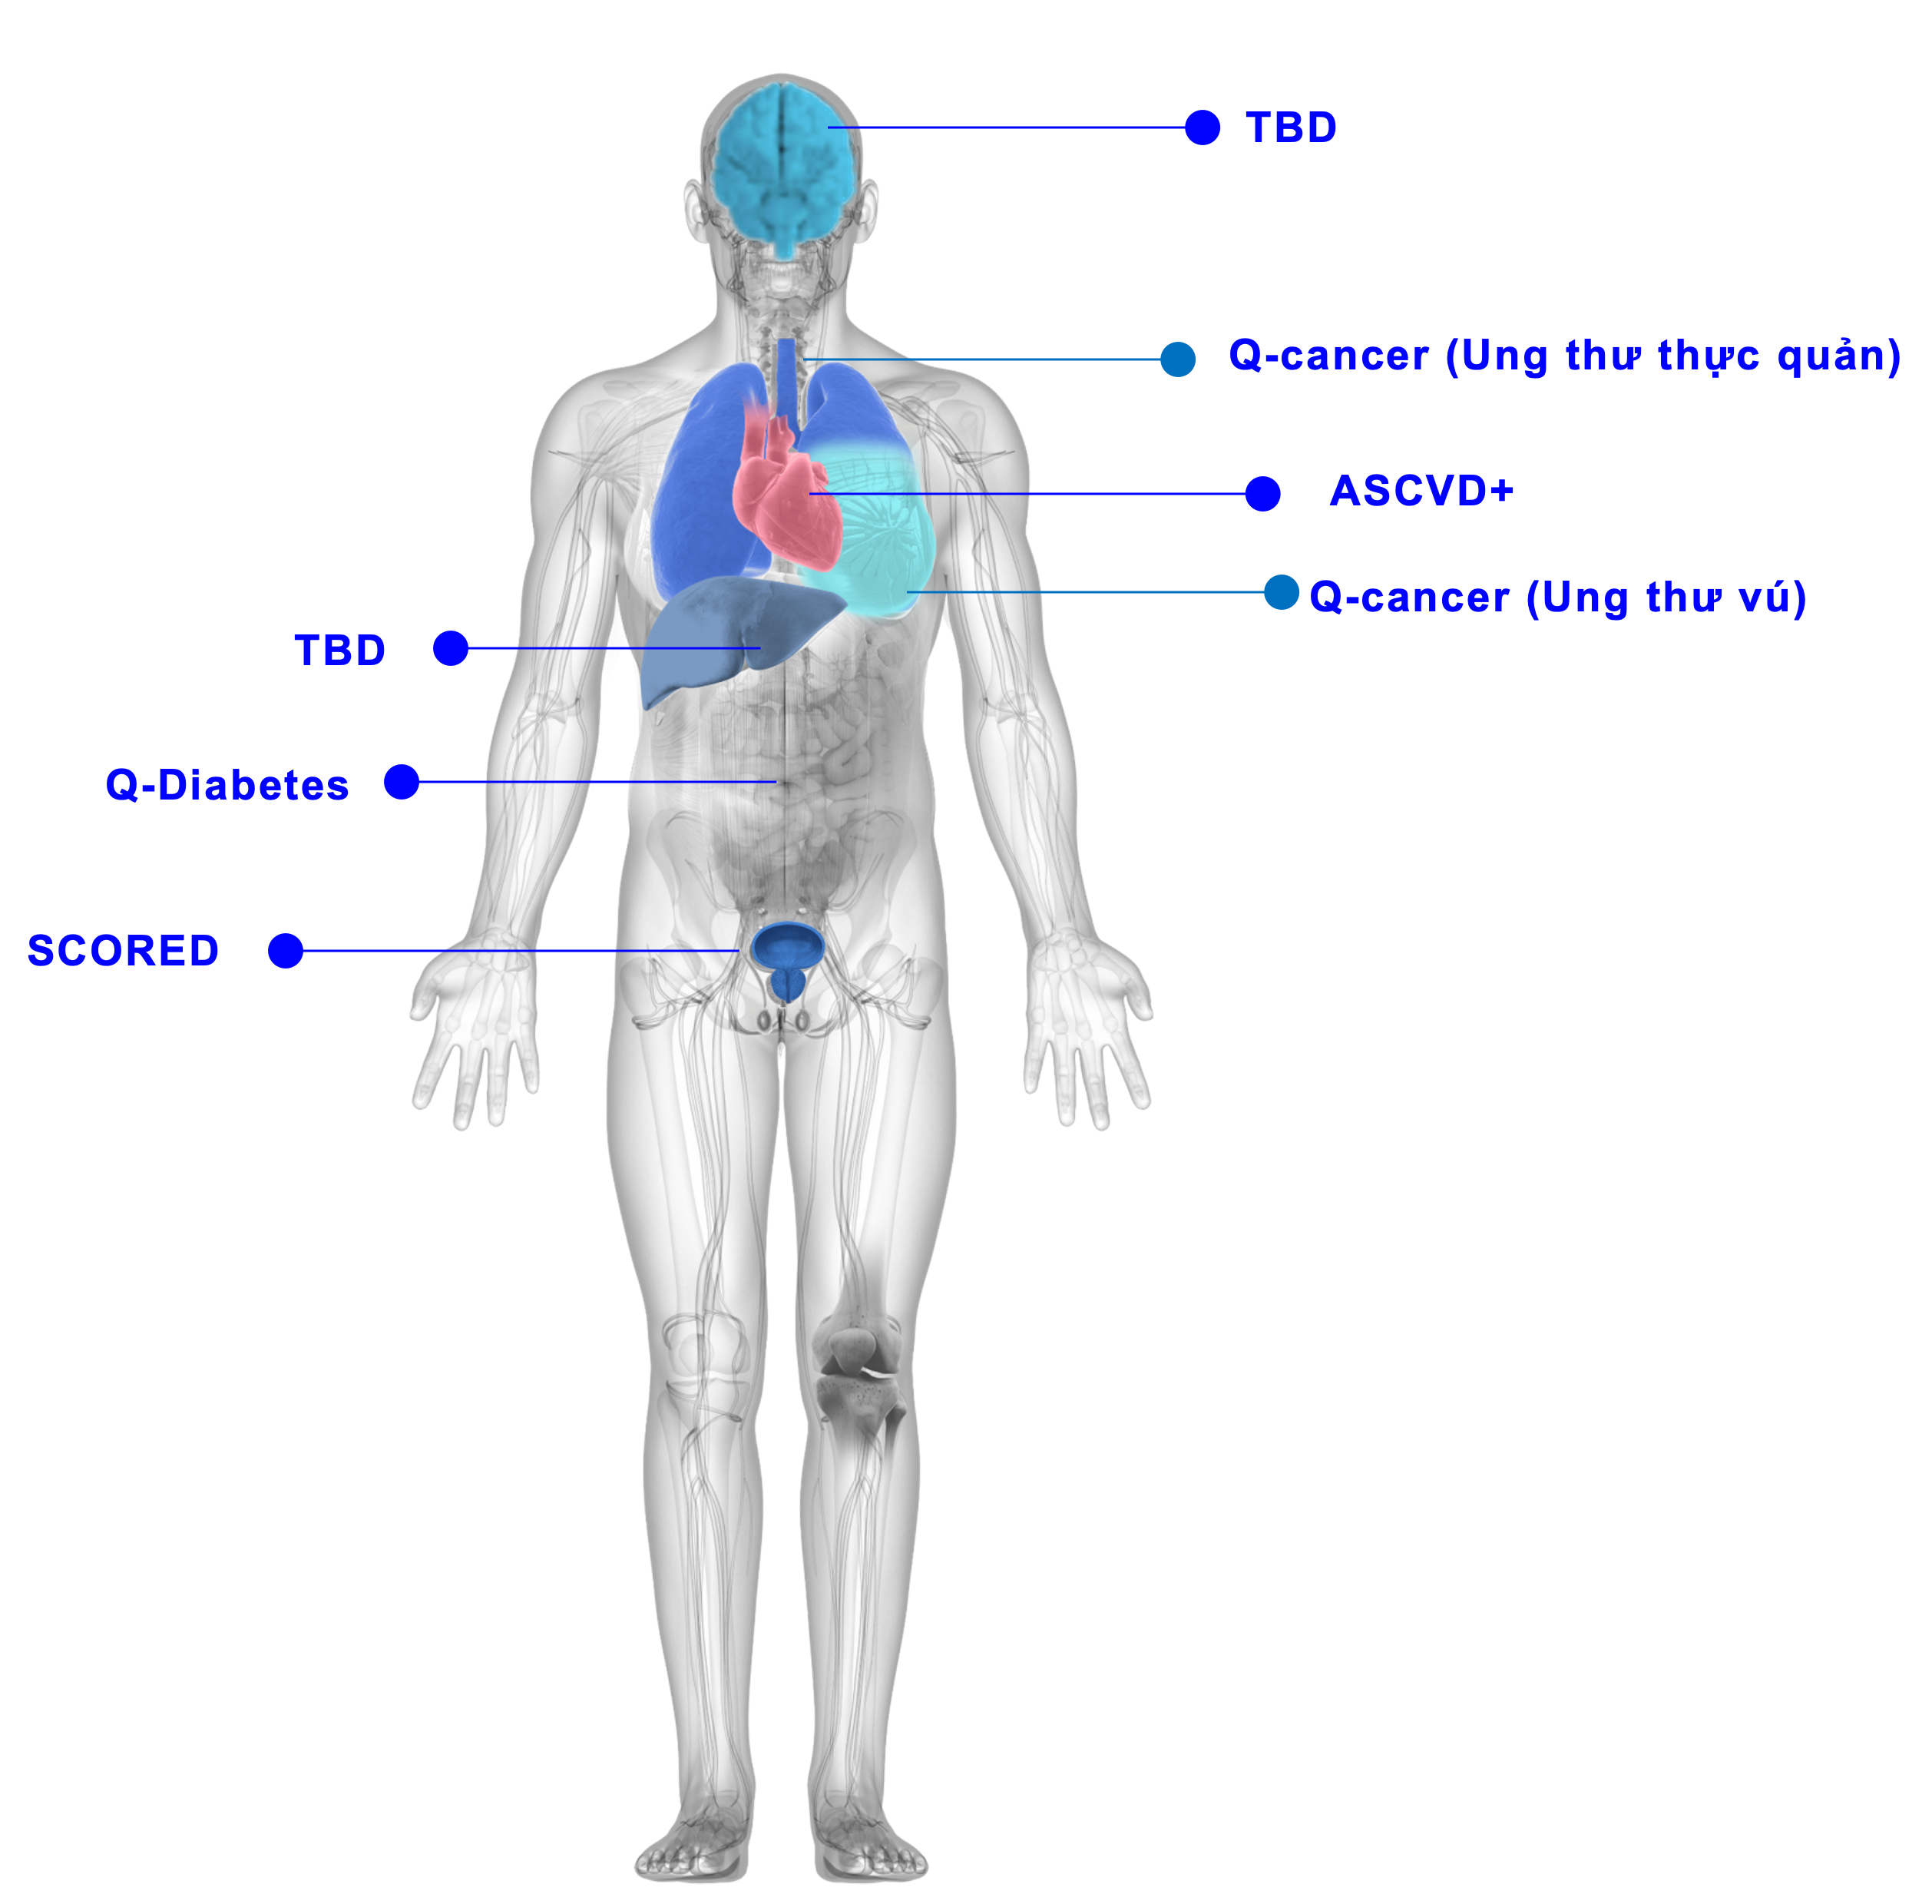 TBD
Q-cancer (Ung thư thực quản)
ASCVD+
Q-cancer (Ung thư vú)
TBD
Q-Diabetes
SCORED